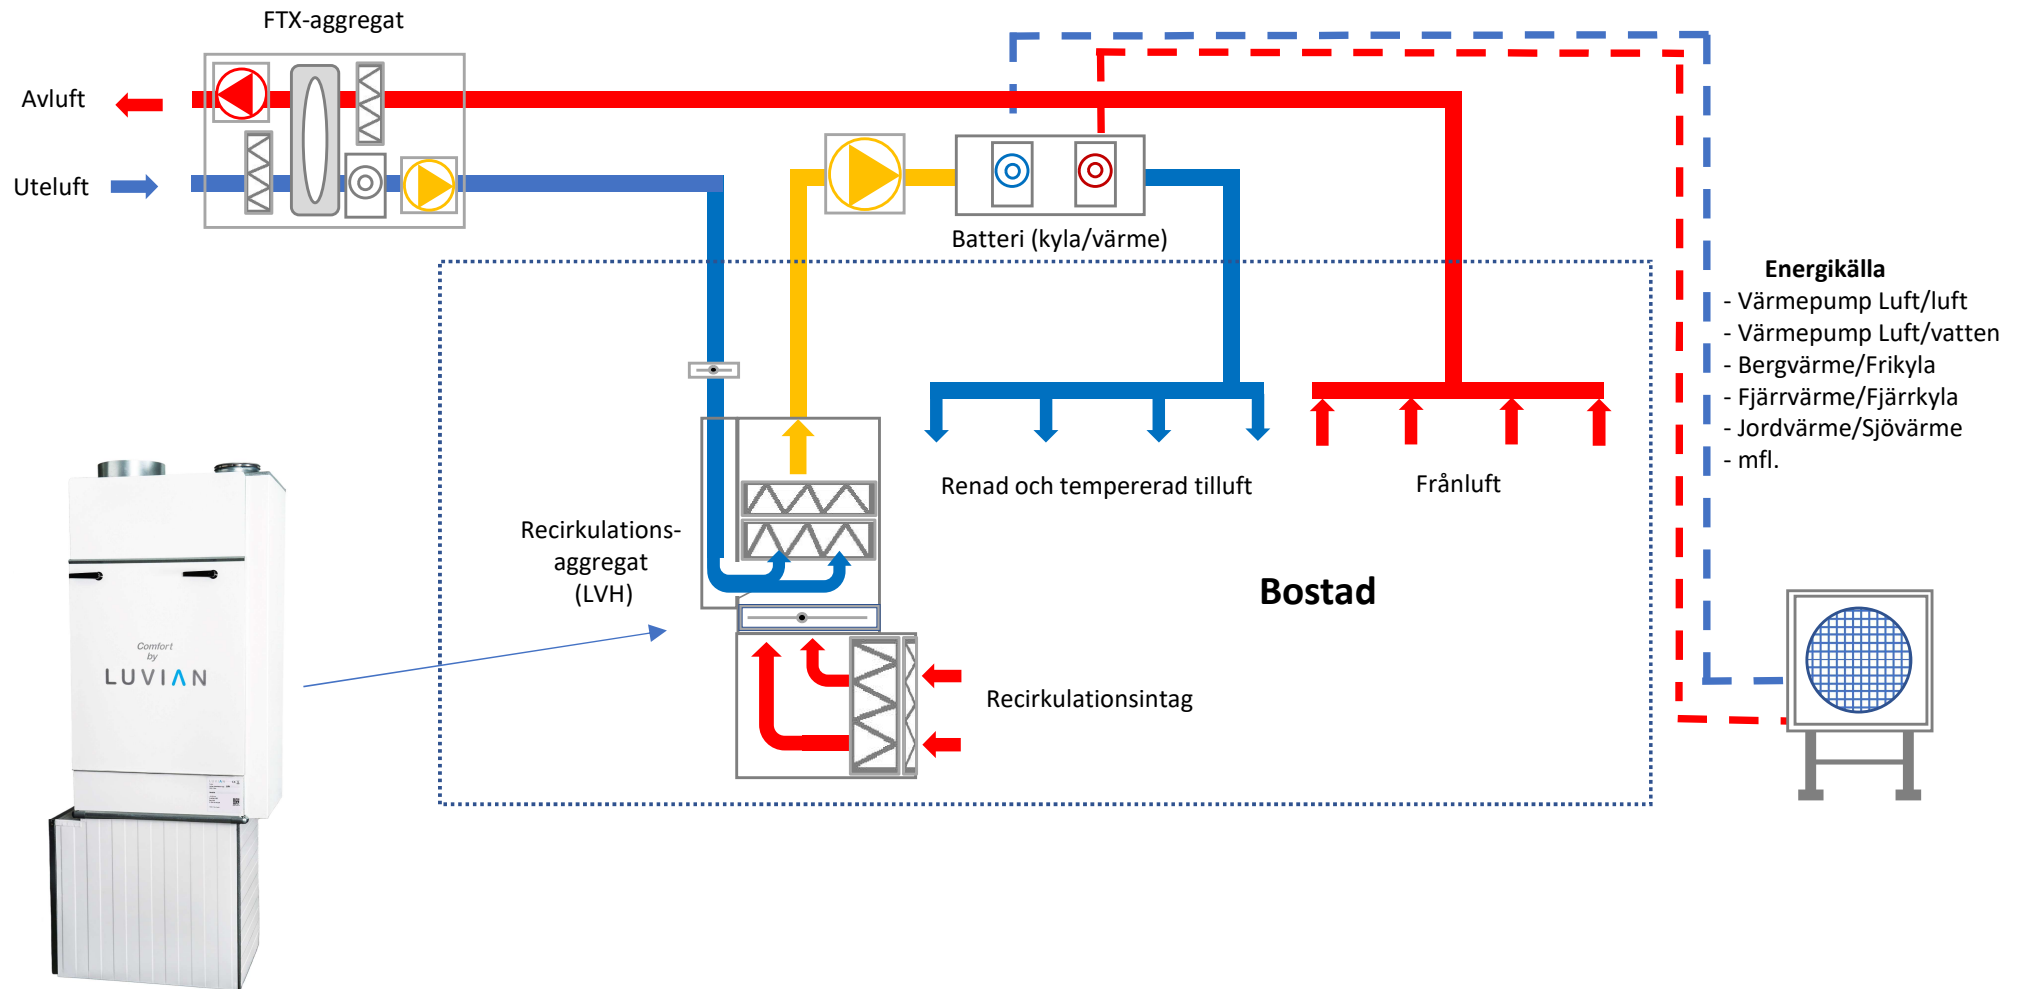 FTX-aggregat
Avluft
Uteluft
Batteri (kyla/värme)
Energikälla
- Värmepump Luft/luft
- Värmepump Luft/vatten
- Bergvärme/Frikyla
- Fjärrvärme/Fjärrkyla
- Jordvärme/Sjövärme
- mfl.
Renad och tempererad tilluft
Frånluft
Recirkulations-
aggregat
(LVH)
Bostad
Recirkulationsintag
Comfort
by
LUVIAN